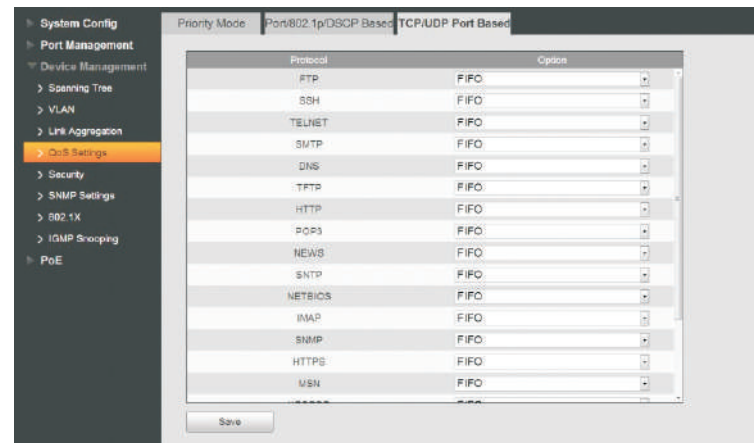 System Config
Port Management
Device Management
Spanning Tree
VLAN
Link Aggregation
QoS Settings
Security
SNMP Settings
802.1X
IGMP Snooping
PoE
Priority Mode
Port/802.1p/DSCP Based
TCP/UDP Port Based
Protocol Option
FTP FIFO
SSH FIFO
TELNET FIFO
SMTP FIFO
DNS FIFO
TFTP FIFO
HTTP FIFO
POP3 FIFO
NEWS FIFO
SNTP FIFO
NETBIOS FIFO
IMAP FIFO
SNMP FIFO
HTTPS FIFO
MSN FIFO
Save